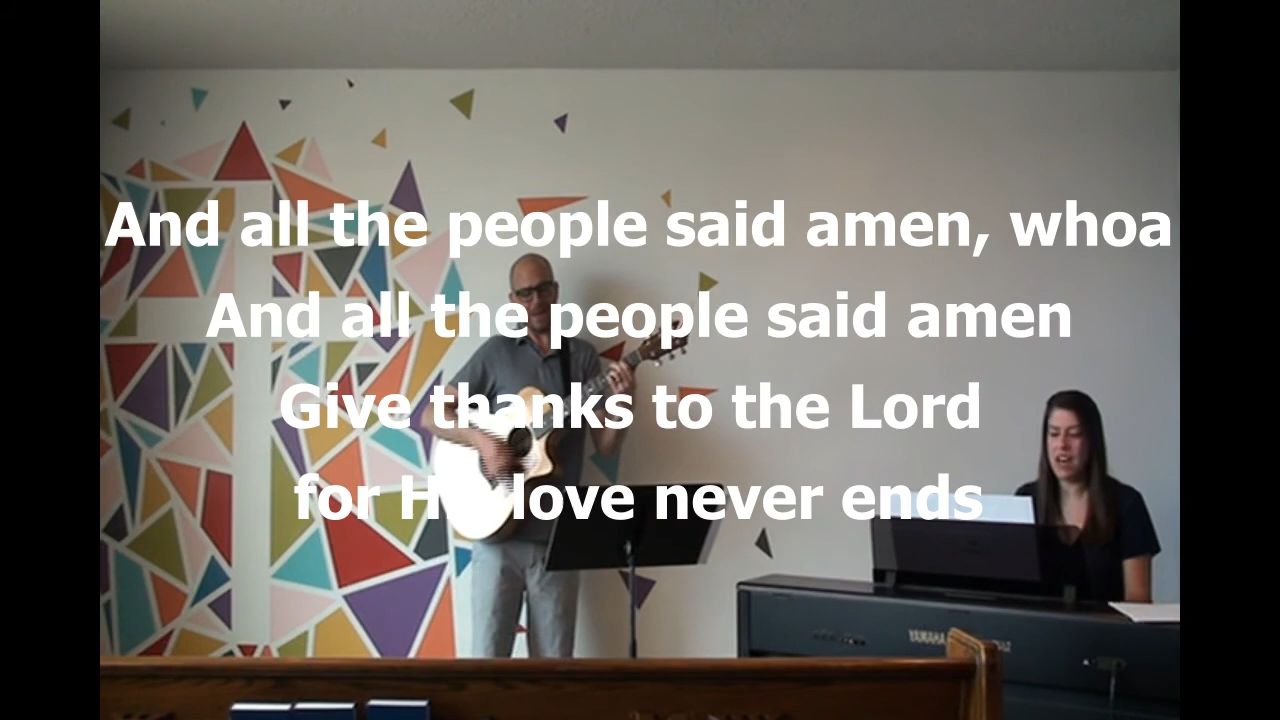 And all the people said amen, whoa
And all the people said amen
Give thanks to the Lord
for His love never ends
YAMAHA